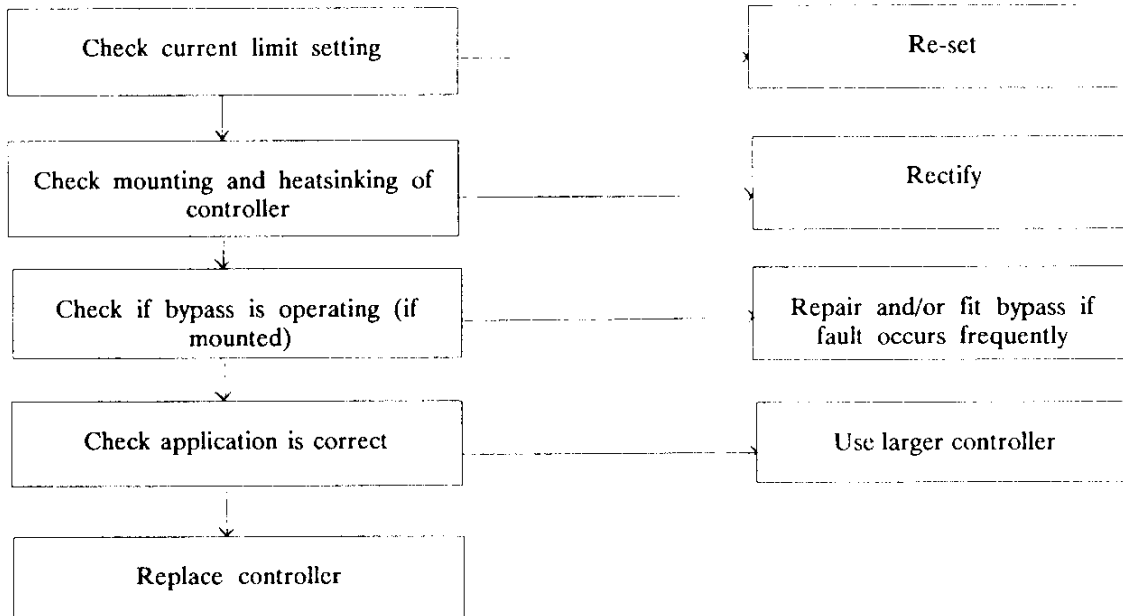 Check current limit setting
Re-set
Check mounting and heatsinking of
controller
Rectify
Check if bypass is operating (if
mounted)
Repair and/or fit bypass if
fault occurs frequently
Check application is correct
Use larger controller
Replace controller